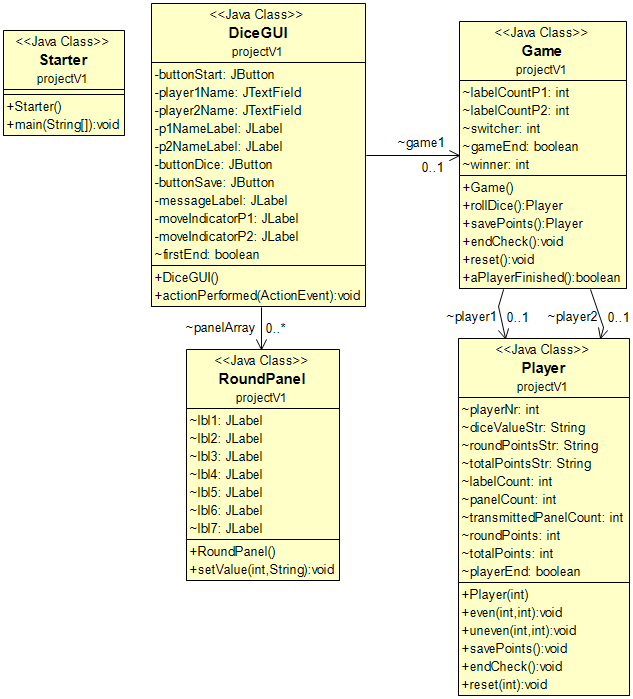 <<Java Class>>
Starter
projectV1
+Starter()
+main(String[]):void
<<Java Class>>
DiceGUI
projectV1
-buttonStart: JButton
-player1Name: JTextField
-player2Name: JTextField
-p1NameLabel: JLabel
-p2NameLabel: JLabel
-buttonDice: JButton
-buttonSave: JButton
-messageLabel: JLabel
-moveIndicatorP1: JLabel
-moveIndicatorP2: JLabel
~firstEnd: boolean
+DiceGUI()
+actionPerformed(ActionEvent):void
~game1
0..1
<<Java Class>>
Game
projectV1
~labelCountP1: int
~labelCountP2: int
~switcher: int
~gameEnd: boolean
~winner: int
+Game()
+rollDice():Player
+savePoints():Player
+endCheck():void
+reset():void
+aPlayerFinished():boolean
~panelArray
0..*
~player1
0..1
~player2
0..1
<<Java Class>>
RoundPanel
projectV1
~lbl1: JLabel
~lbl2: JLabel
~lbl3: JLabel
~lbl4: JLabel
~lbl5: JLabel
~lbl6: JLabel
~lbl7: JLabel
+RoundPanel()
+setValue(int,String):void
<<Java Class>>
Player
projectV1
~playerNr: int
~diceValueStr: String
~roundPointsStr: String
~totalPointsStr: String
~labelCount: int
~panelCount: int
~transmittedPanelCount: int
~roundPoints: int
~totalPoints: int
~playerEnd: boolean
+Player(int)
+even(int,int):void
+uneven(int,int):void
+savePoints():void
+endCheck():void
+reset(int):void